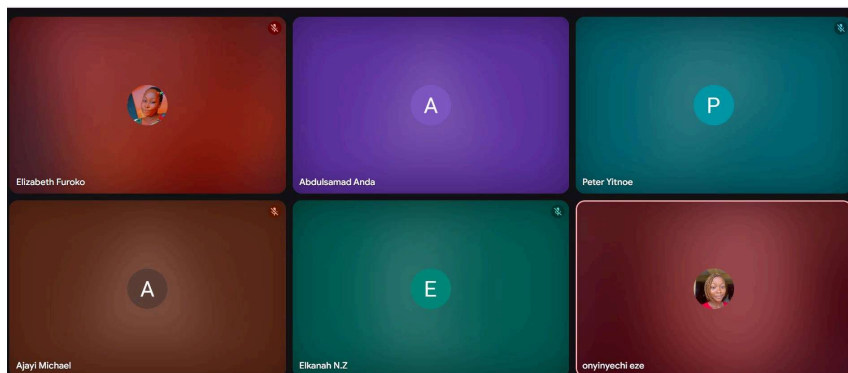 Elizabeth Furoko
A
Abdulsamad Anda
P
Peter Yitnoe
A
Ajayi Michael
E
Elkanah N.Z
onyinyechi eze